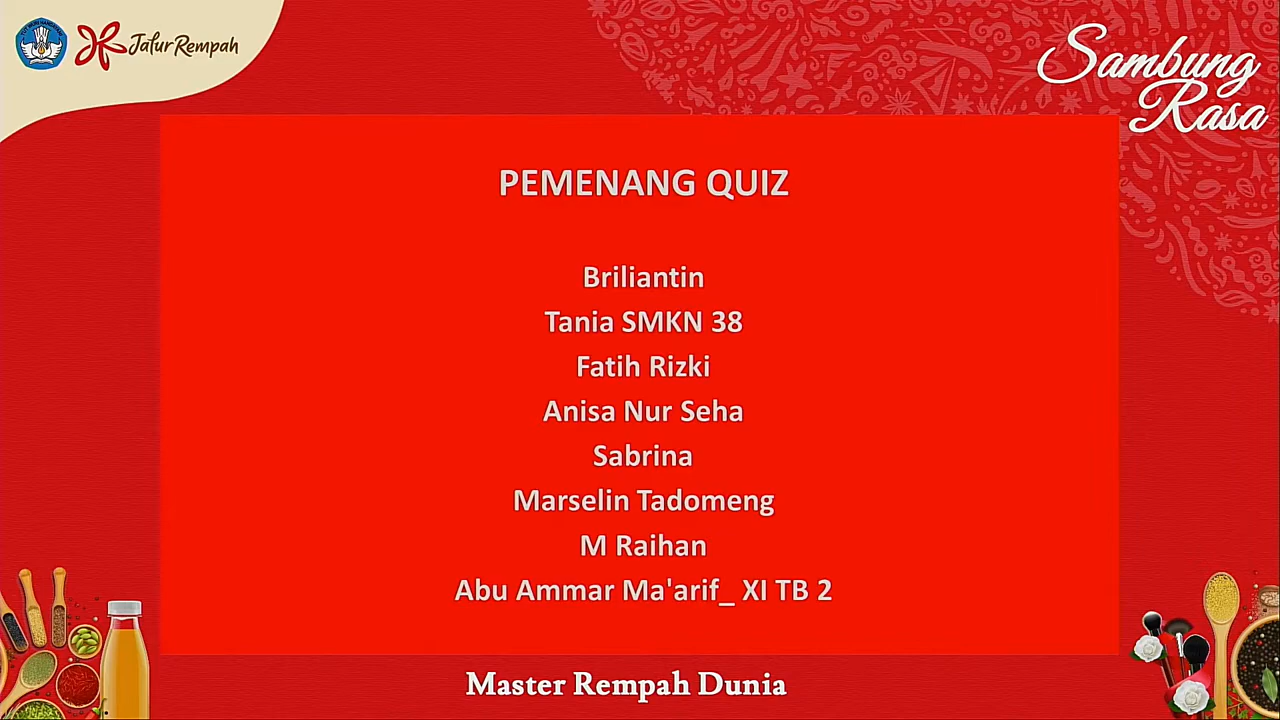 Jalur Rempah
Sambung
Rasa
PEMENANG QUIZ
Briliantin
Tania SMKN 38
Fatih Rizki
Anisa Nur Seha
Sabrina
Marselin Tadomeng
M Raihan
Abu Ammar Ma'arif_ XI TB 2
Master Rempah Dunia